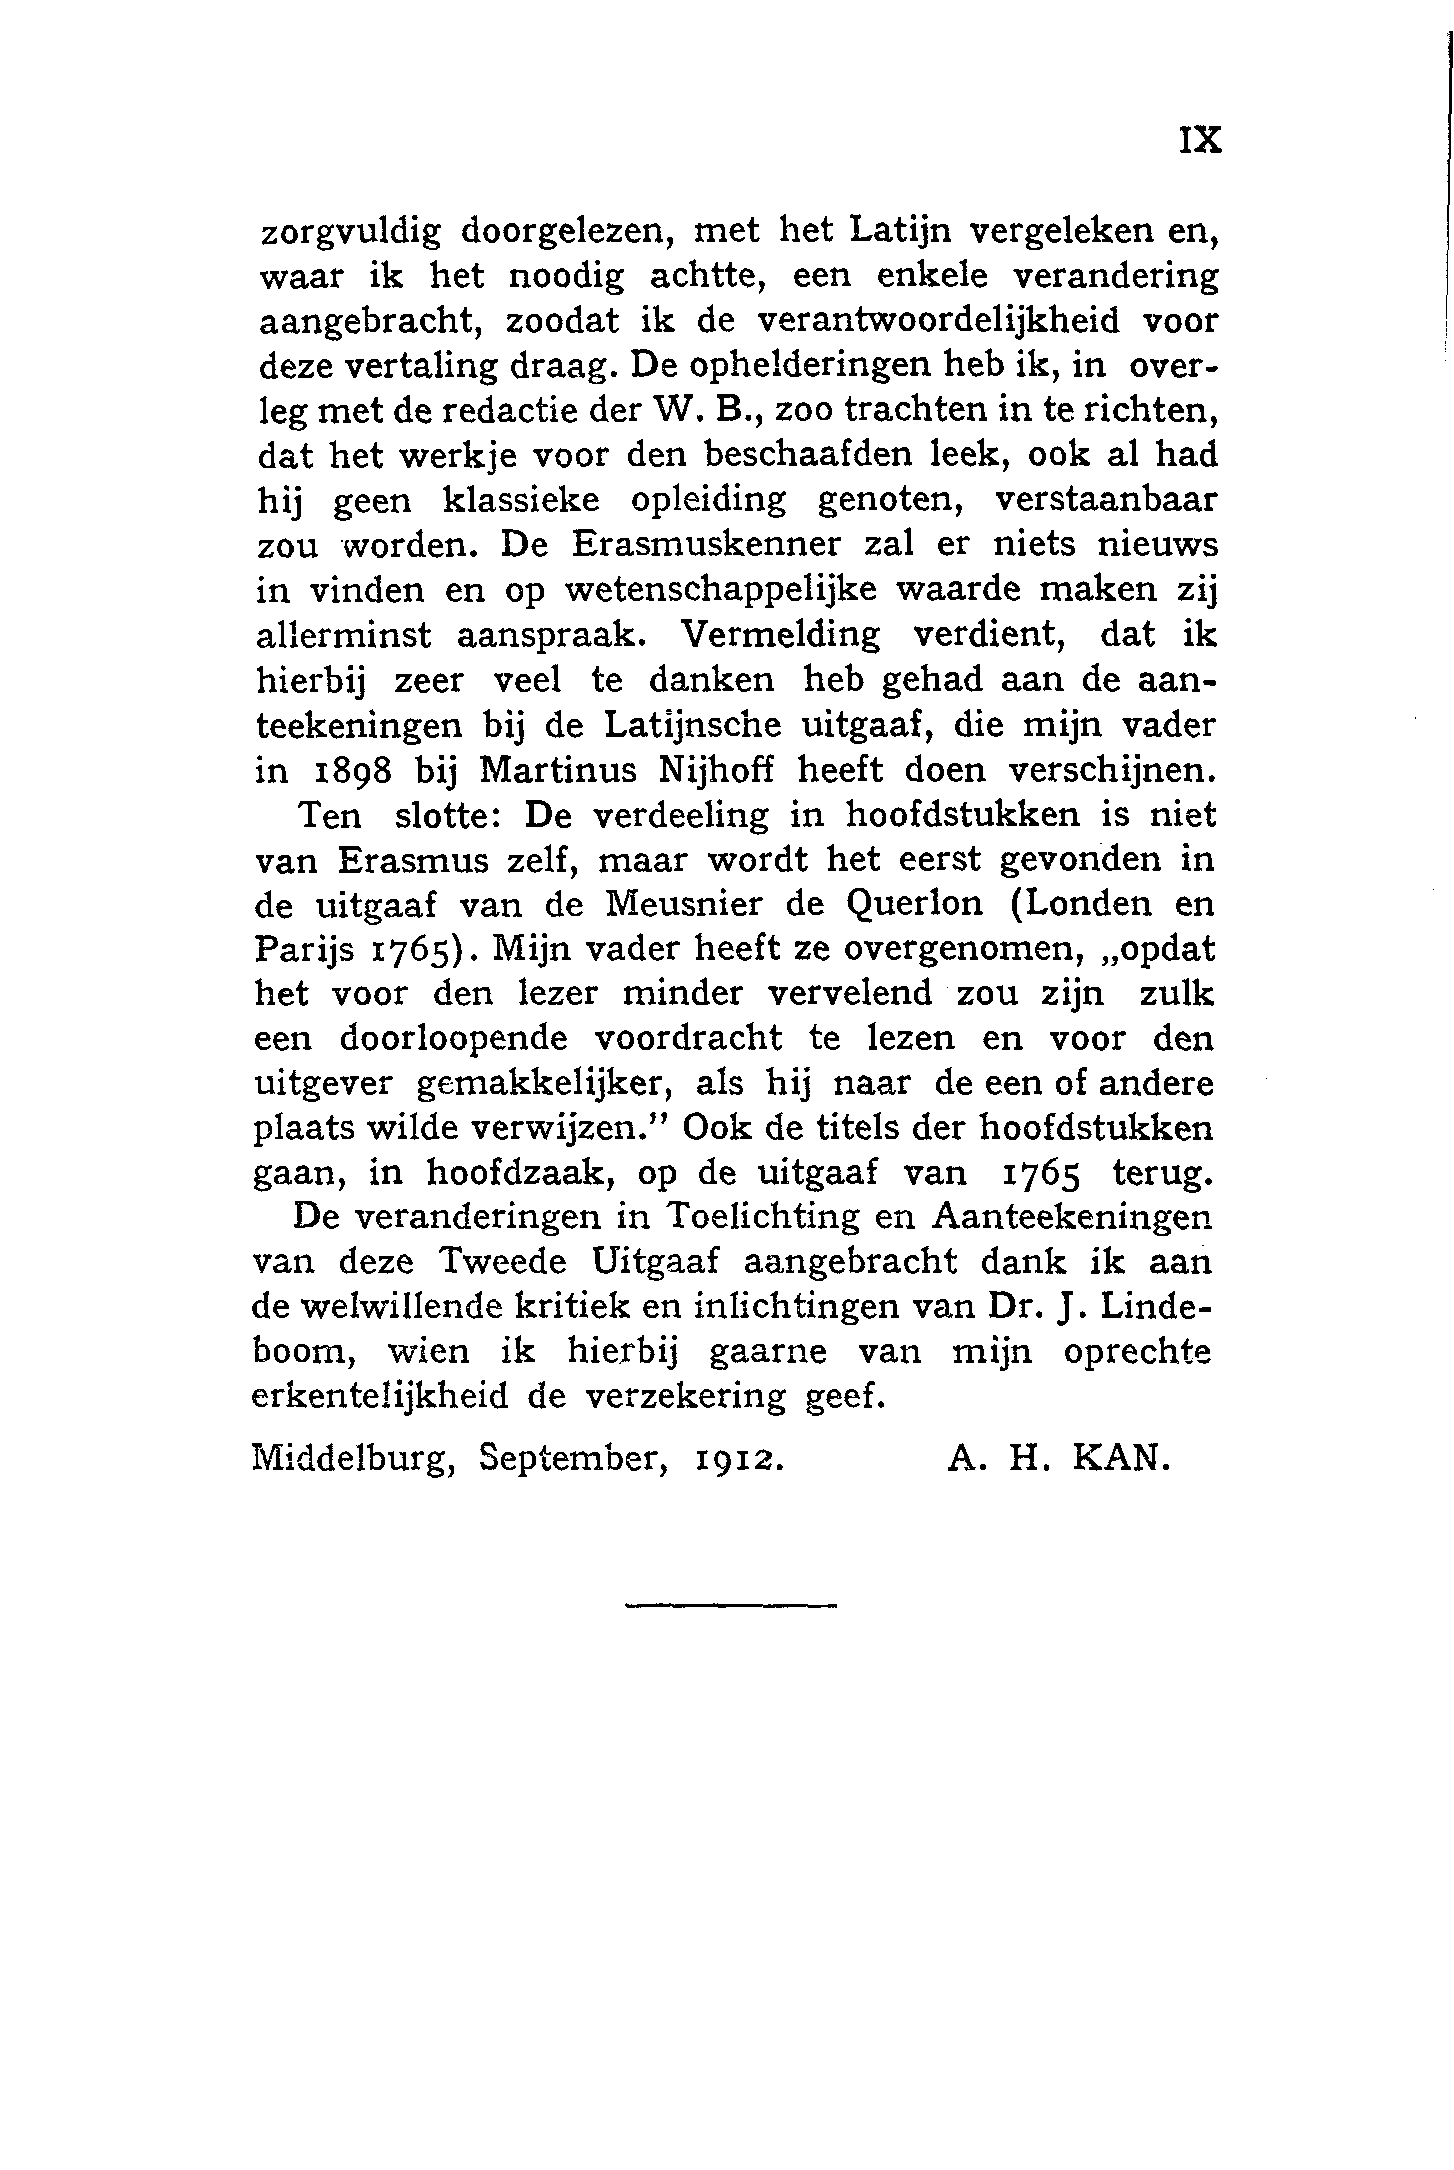 IX
zorgvuldig doorgelezen, met het Latijn vergeleken en,
waar ik het noodig achtte, een enkele verandering
aangebracht, zoodat ik de verantwoordelijkheid voor
deze vertaling draag. De ophelderingen heb ik, in over-
leg met de redactie der W. B., zoo trachten in te richten,
dat het werkje voor den beschaafden leek, ook al had
hij geen klassieke opleiding genoten, verstaanbaar
zou worden. De Erasmuskenner zal er niets nieuws
in vinden en op wetenschappelijke waarde maken zij
allerminst aanspraak. Vermelding verdient, dat ik
hierbij zeer veel te danken heb gehad aan de aan-
teekeningen bij de Latijnsche uitgaaf, die mijn vader
in 1898 bij Martinus Nijhoff heeft doen verschijnen.
Ten slotte: De verdeeling in hoofdstukken is niet
van Erasmus zelf, maar wordt het eerst gevonden in
de uitgaaf van de Meusnier de Querlon (Londen en
Parijs 1765). Mijn vader heeft ze overgenomen, „opdat
het voor den lezer minder vervelend zou zijn zulk
een doorloopende voordracht te lezen en voor den
uitgever gemakkelijker, als hij naar de een of andere
plaats wilde verwijzen.” Ook de titels der hoofdstukken
gaan, in hoofdzaak, op de uitgaaf van 1765 terug.
De veranderingen in Toelichting en Aanteekeningen
van deze Tweede Uitgaaf aangebracht dank ik aan
de welwillende kritiek en inlichtingen van Dr. J. Linde-
boom, wien ik hierbij gaarne van mijn oprechte
erkentelijkheid de verzekering geef.
Middelburg, September, 1912. A. H. KAN.